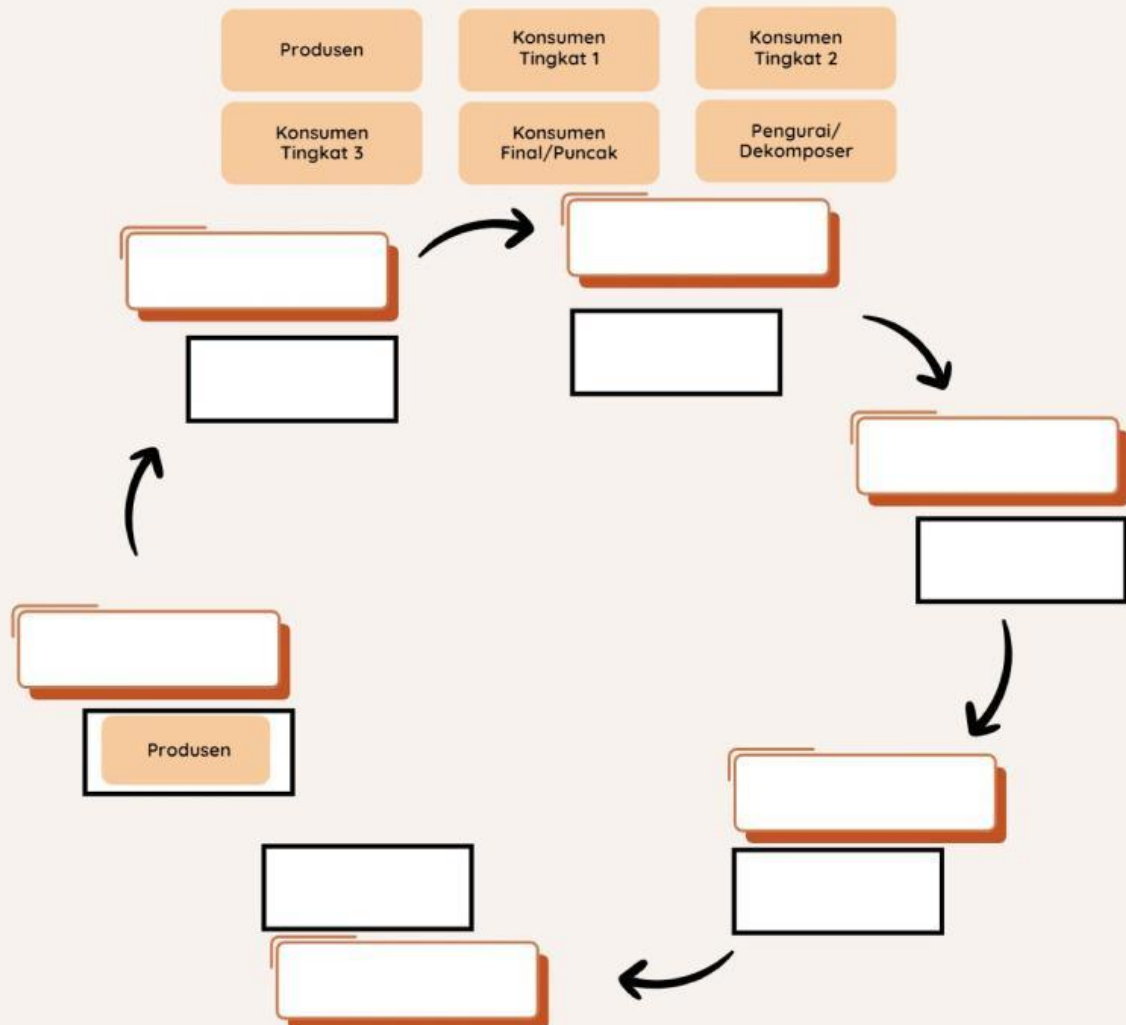 Produsen
Konsumen
Tingkat 1
Konsumen
Tingkat 2
Konsumen
Tingkat 3
Konsumen
Final/Puncak
Pengurai/
Dekomposer
Produsen